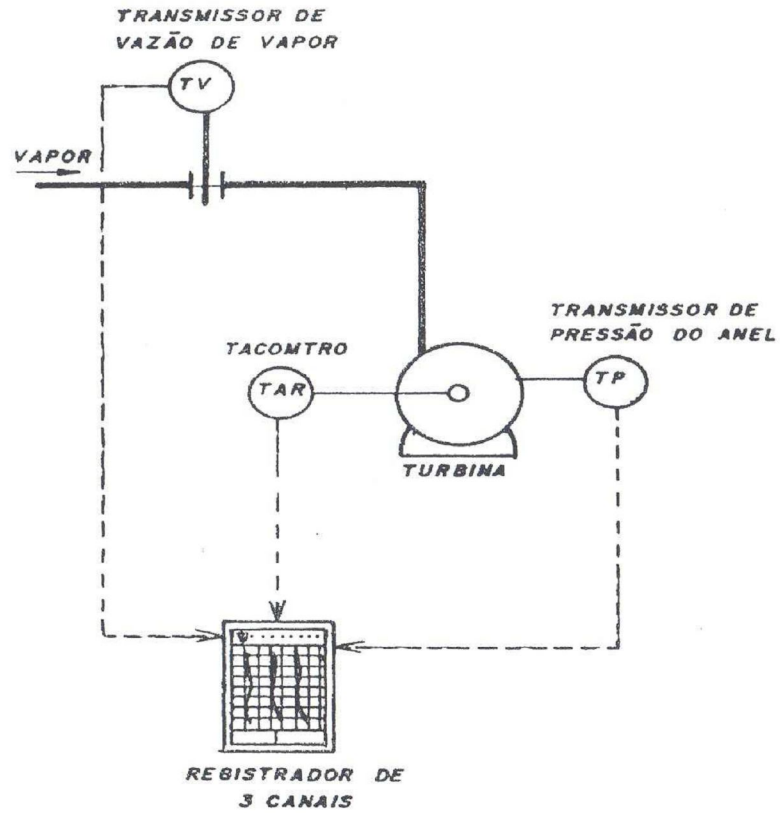 TRANSMISSOR DE
VAZÃO DE VAPOR
TV
VAPOR
TRANSMISSOR DE
PRESSÃO DO ANEL
TACOMTRO
TAR
TP
TURBINA
REGISTRADOR DE
3 CANAIS